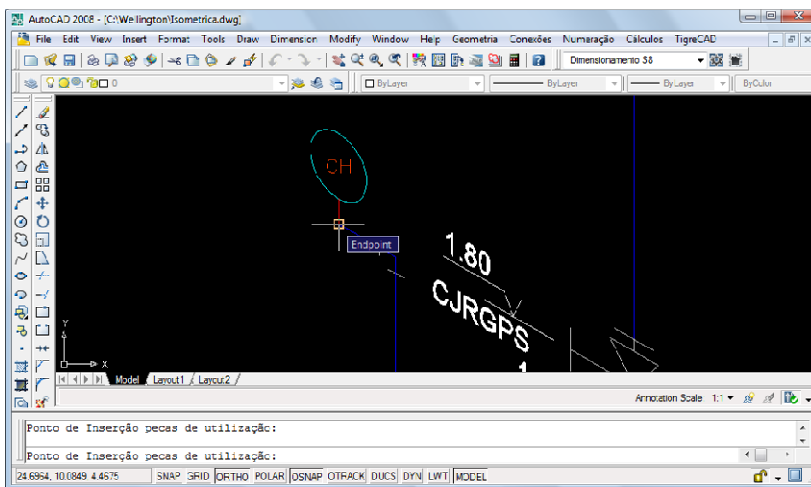 AutoCAD 2008 - [C:\Wellington\Isometrica.dwg]
File Edit View Insert Format Tools Draw Dimension Modify Window Help Geometria Conexões Numeração Cálculos TigreCAD
Dimensionamento S8
0 ByLayer ByLayer ByLayer ByColor
CH
Endpoint
1.80
CJRGPS
1
Y
X
Model Layout1 Layout2
Annotation Scale 1:1
Ponto de Inserção pecas de utilização:
Ponto de Inserção pecas de utilização:
24.6964, 10.0849 4.4675 SNAP GRID ORTHO POLAR OSNAP OTRACK DUCS DYN LWT MODEL